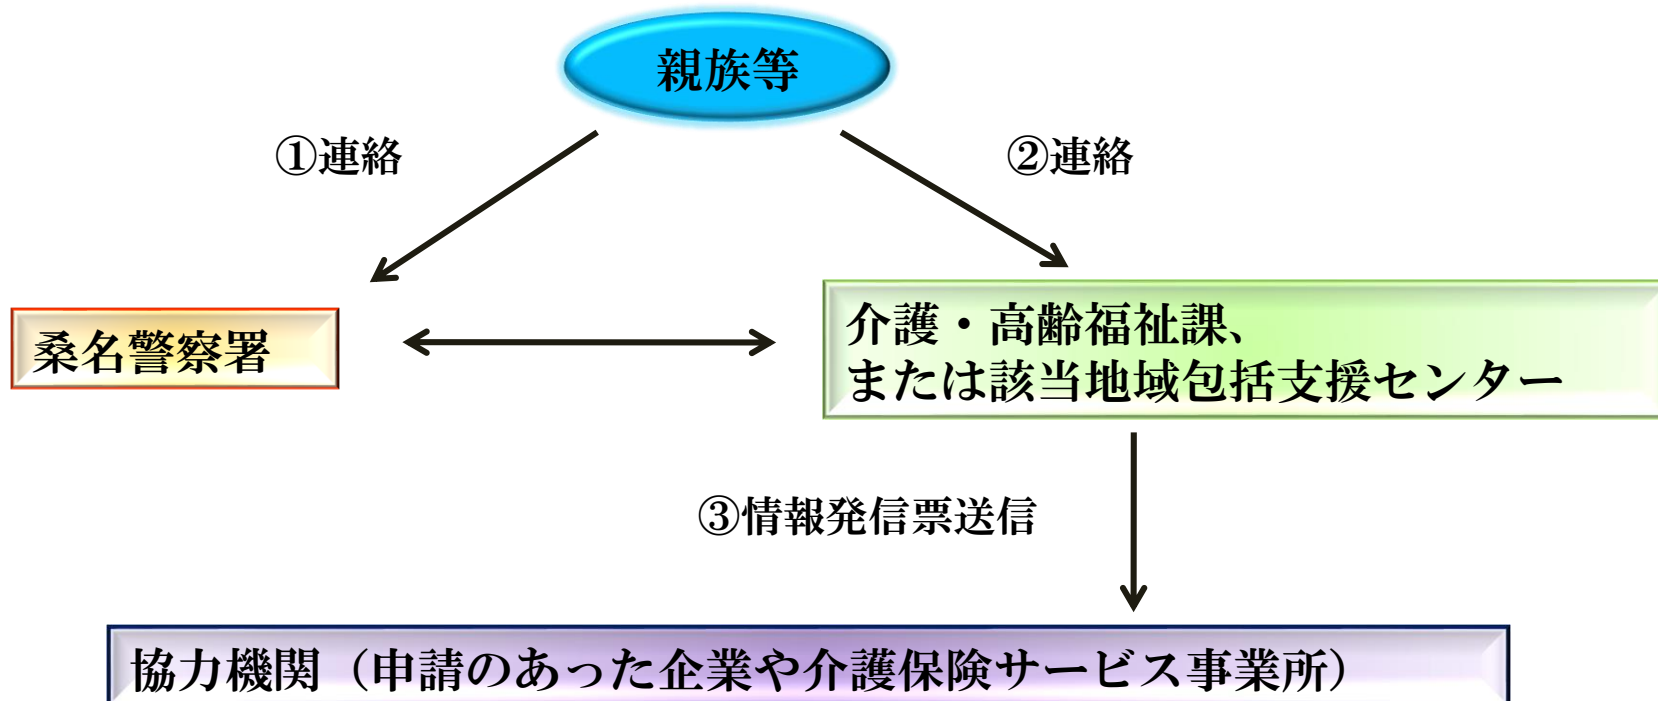 親族等
①連絡
②連絡
桑名警察署
介護・高齢福祉課、
または該当地域包括支援センター
③情報発信票送信
協力機関（申請のあった企業や介護保険サービス事業所）